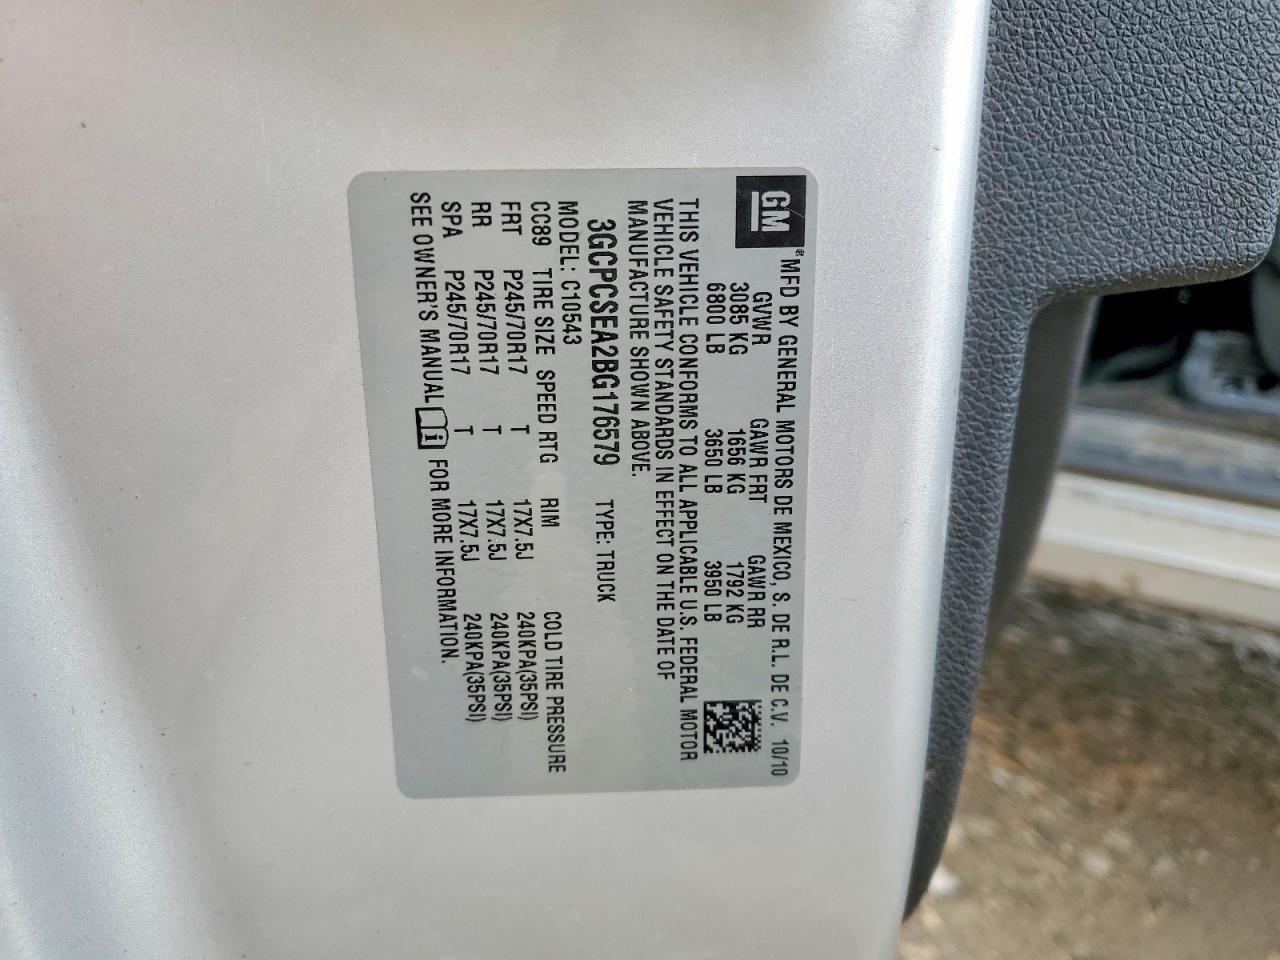 GM ® MFD BY GENERAL MOTORS DE MEXICO, S. DE R.L. DE C.V. 10/10
GVWR GAWR FRT GAWR RR
3085 KG 1656 KG 1792 KG
6800 LB 3650 LB 3950 LB
THIS VEHICLE CONFORMS TO ALL APPLICABLE U.S. FEDERAL MOTOR
VEHICLE SAFETY STANDARDS IN EFFECT ON THE DATE OF
MANUFACTURE SHOWN ABOVE.
3GCPCSEA2BG176579 TYPE: TRUCK
MODEL: C10543
CC89 TIRE SIZE SPEED RTG RIM COLD TIRE PRESSURE
FRT P245/70R17 T 17X7.5J 240KPA(35PSI)
RR P245/70R17 T 17X7.5J 240KPA(35PSI)
SPA P245/70R17 T 17X7.5J 240KPA(35PSI)
SEE OWNER'S MANUAL i FOR MORE INFORMATION.